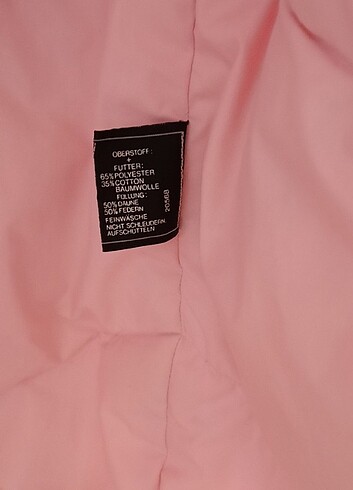 OBERSTOFF:
+
FUTTER:
65%POLYESTER
35%COTTON
BAUMWOLLE
FÜLLUNG:
50%DAUNE
50%FEDERN
FEINWÄSCHE
NICHT SCHLEUDERN,
AUFSCHÜTTELN
20568